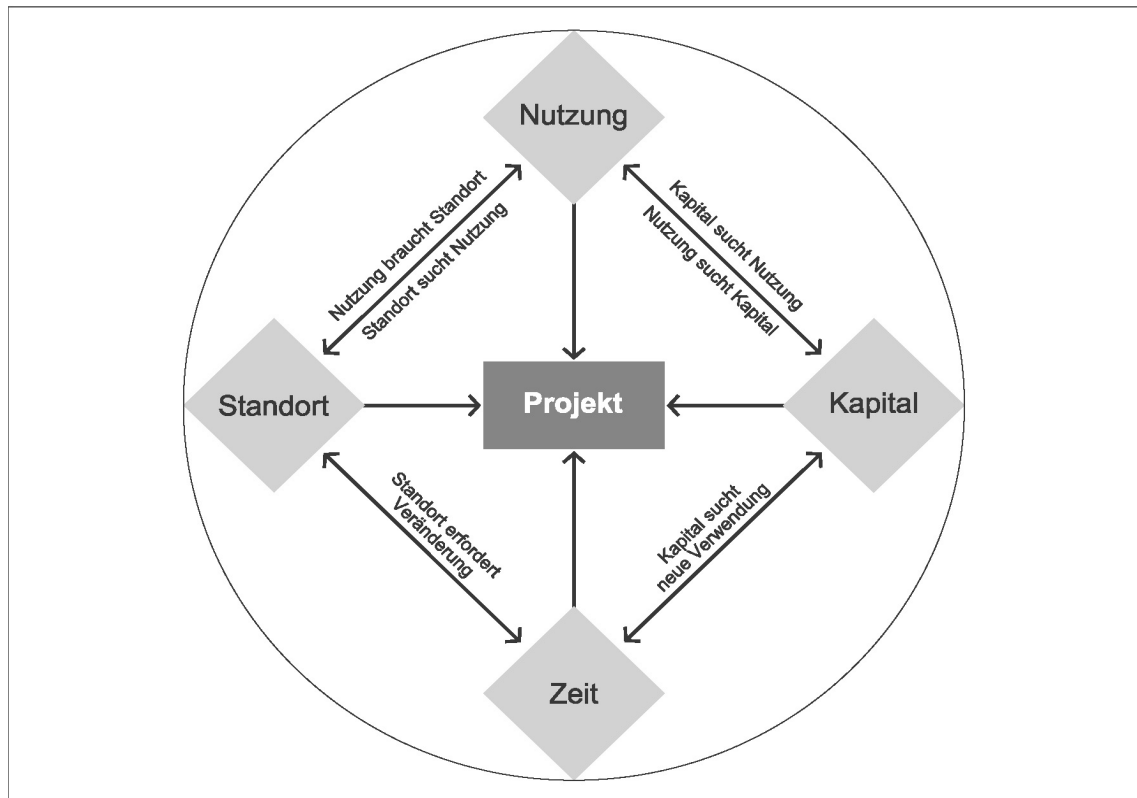 Nutzung
Nutzung braucht Standort
Standort sucht Nutzung
Kapital sucht Nutzung
Nutzung sucht Kapital
Standort
Projekt
Kapital
Standort erfordert
Veränderung
Kapital sucht
neue Verwendung
Zeit